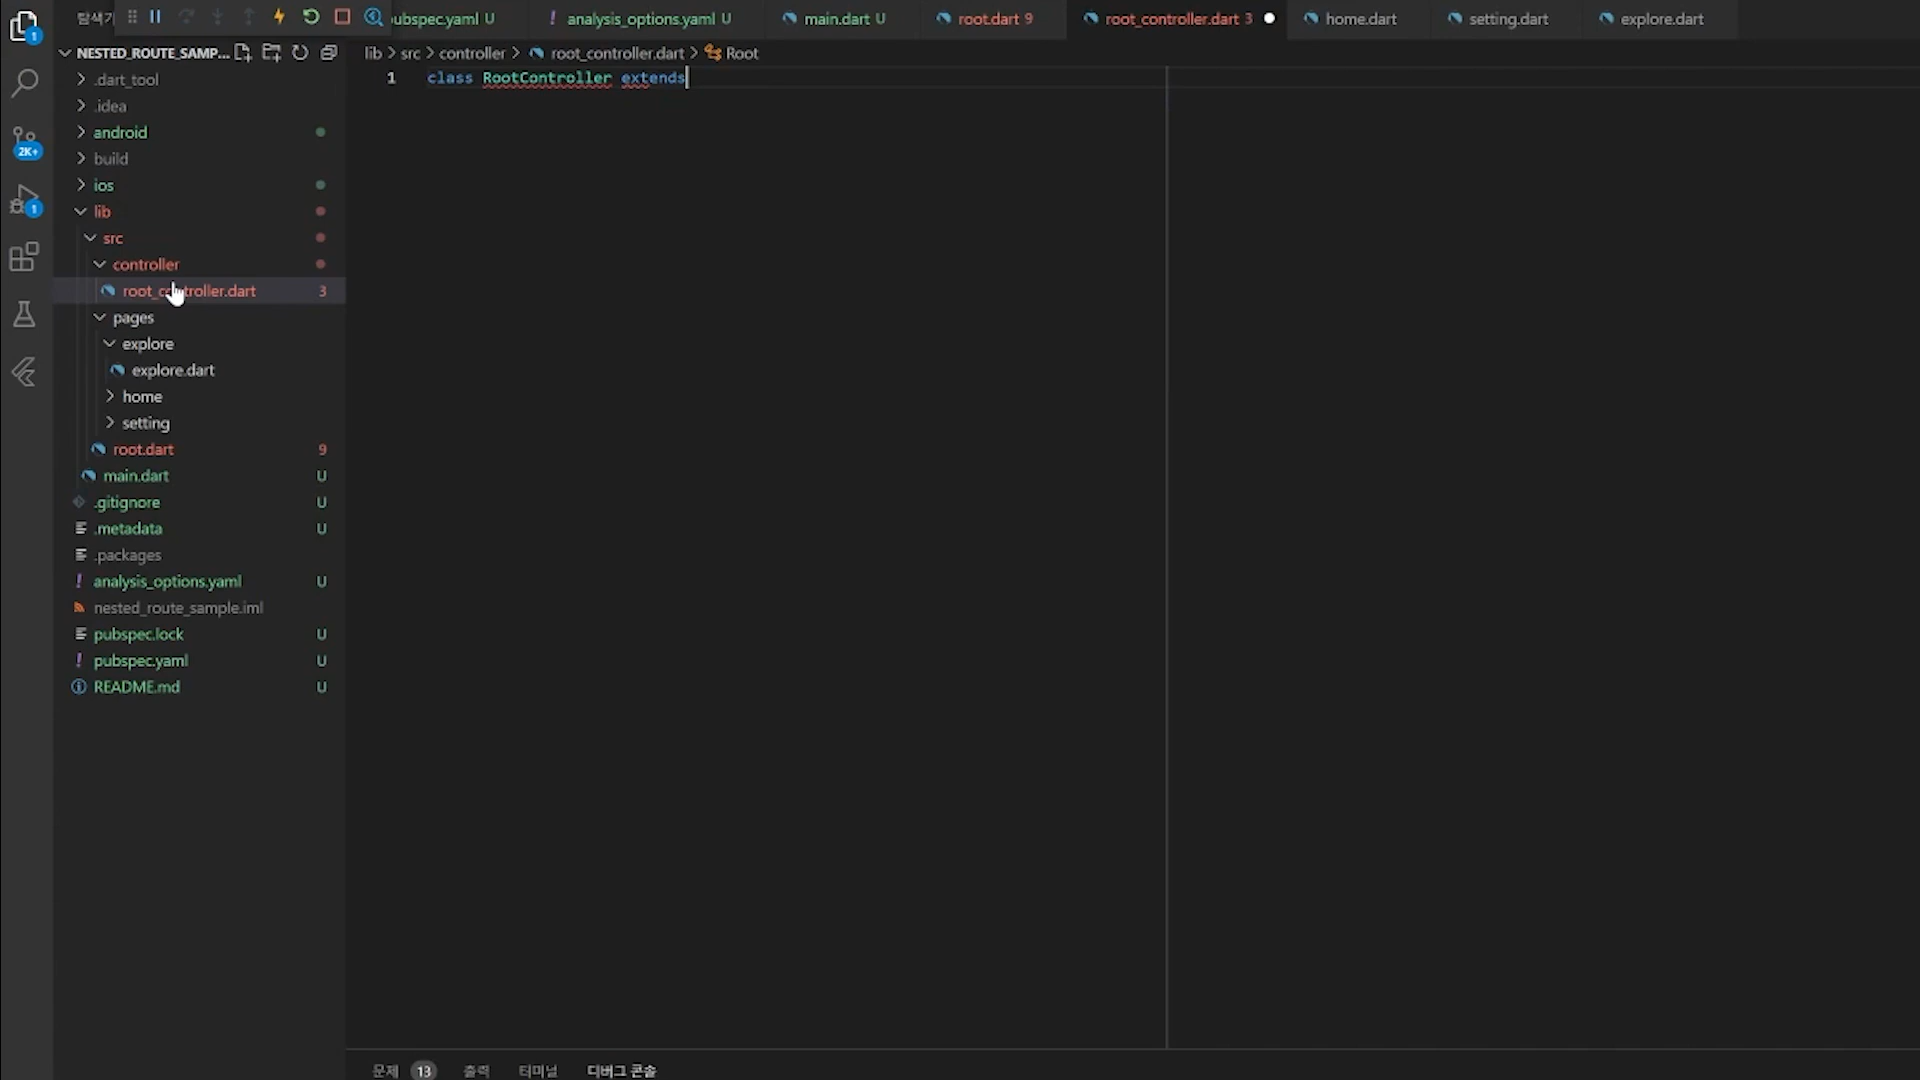 탐색기
pubspec.yaml U
! analysis_options.yaml U
main.dart U
root.dart 9
root_controller.dart 3
home.dart
setting.dart
explore.dart
NESTED_ROUTE_SAMP...
lib > src > controller > root_controller.dart > Root
1 class RootController extends
.dart_tool
.idea
android
build
ios
lib
src
controller
root_controller.dart 3
pages
explore
explore.dart
home
setting
root.dart 9
main.dart U
.gitignore U
.metadata U
.packages
! analysis_options.yaml U
nested_route_sample.iml
pubspec.lock U
! pubspec.yaml U
README.md U
1
2K+
1
문제 13 출력 터미널 디버그 콘솔